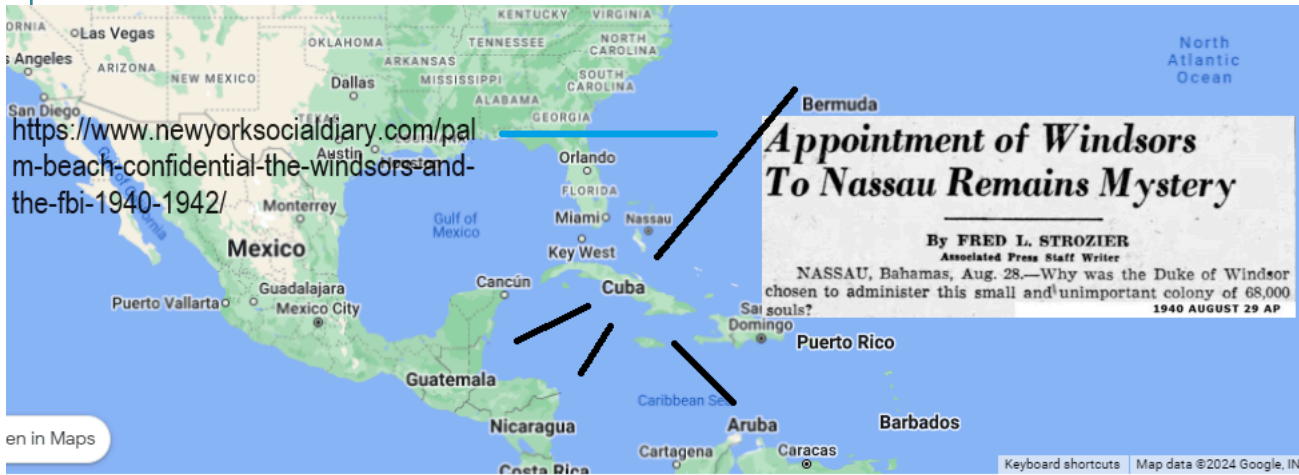 KENTUCKY VIRGINIA
Las Vegas
OKLAHOMA TENNESSEE NORTH CAROLINA
s Angeles
ARIZONA
NEW MEXICO
ARKANSAS
North Atlantic Ocean
Dallas
MISSISSIPPI
SOUTH CAROLINA
San Diego
ALABAMA
GEORGIA
Bermuda
https://www.newyorksocialdiary.com/pal
m-beach-confidential-the-windsors-and-
the-fbi-1940-1942/
TEXAS
Austin
Houston
Orlando
FLORIDA
Monterrey
Gulf of Mexico
Miami
Nassau
Key West
Mexico
Cancún
Cuba
Guadalajara
Puerto Vallarta
Mexico City
Appointment of Windsors
To Nassau Remains Mystery
By FRED L. STROZIER
Associated Press Staff Writer
NASSAU, Bahamas, Aug. 28.—Why was the Duke of Windsor
chosen to administer this small and unimportant colony of 68,000
souls?
1940 AUGUST 29 AP
Domingo
Puerto Rico
Guatemala
Caribbean Sea
Nicaragua
Aruba
Barbados
en in Maps
Cartagena
Caracas
Costa Rica
Keyboard shortcuts
Map data ©2024 Google, IN